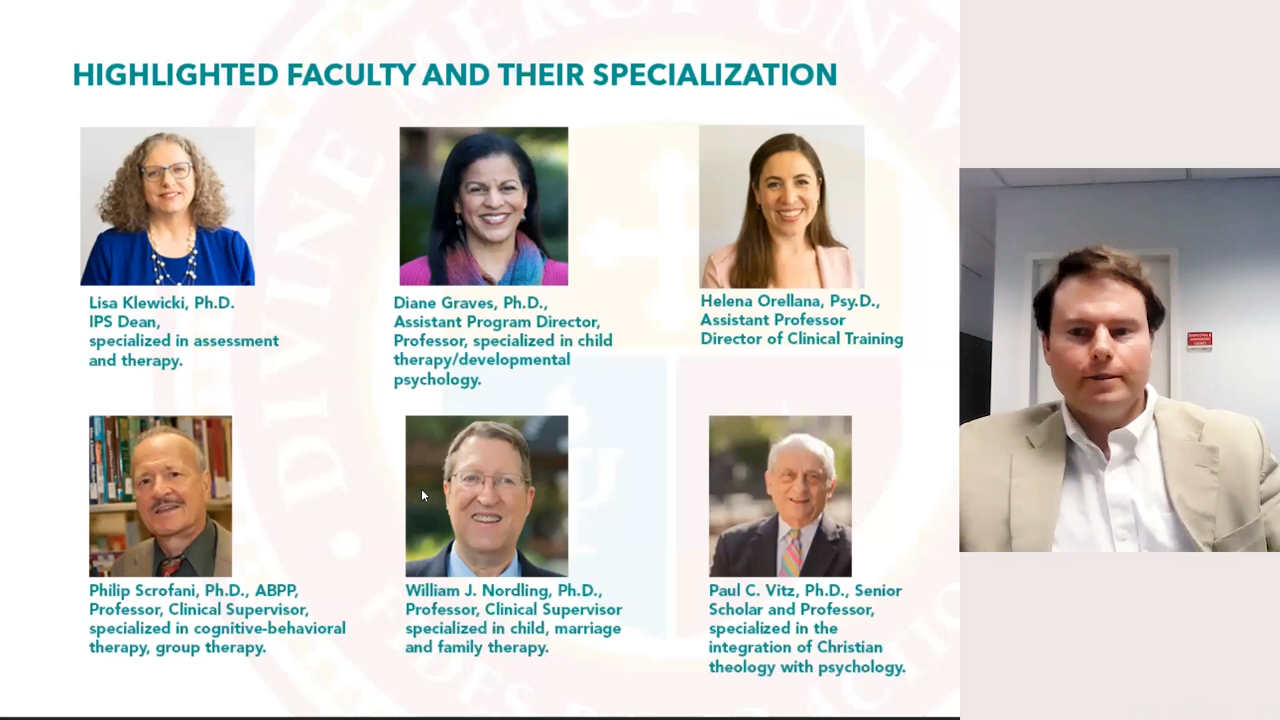 HIGHLIGHTED FACULTY AND THEIR SPECIALIZATION
Lisa Klewicki, Ph.D.
IPS Dean,
specialized in assessment
and therapy.
Diane Graves, Ph.D.,
Assistant Program Director,
Professor, specialized in child
therapy/developmental
psychology.
Helena Orellana, Psy.D.,
Assistant Professor
Director of Clinical Training
Philip Scrofani, Ph.D., ABPP,
Professor, Clinical Supervisor,
specialized in cognitive-behavioral
therapy, group therapy.
William J. Nordling, Ph.D.,
Professor, Clinical Supervisor
specialized in child, marriage
and family therapy.
Paul C. Vitz, Ph.D., Senior
Scholar and Professor,
specialized in the
integration of Christian
theology with psychology.
DIVINE MERCY UNIV